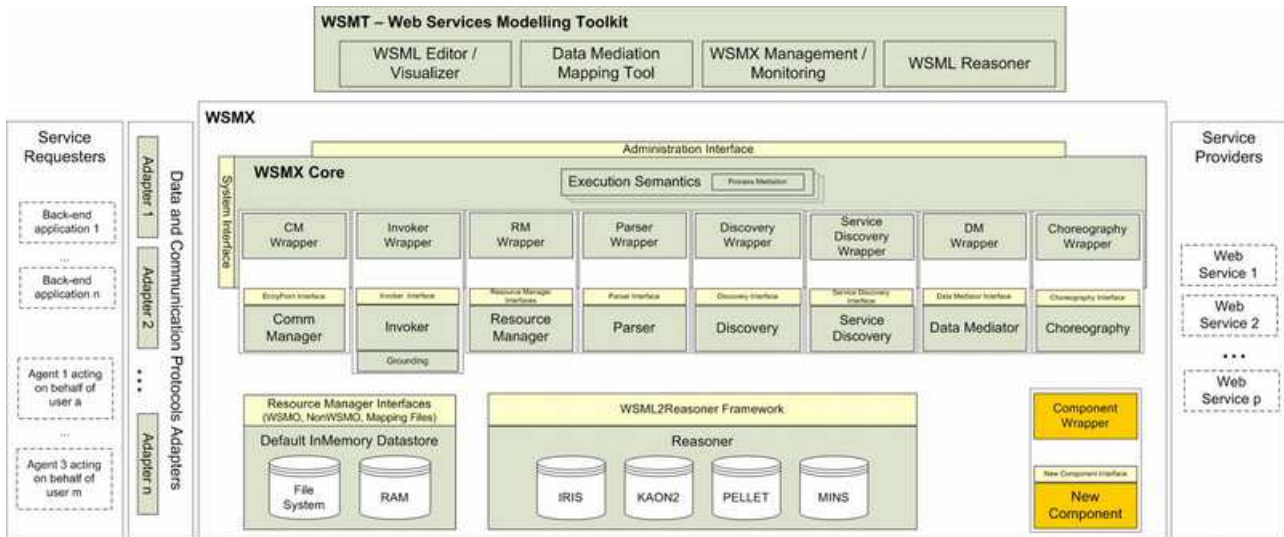 WSMT – Web Services Modelling Toolkit
WSML Editor /
Visualizer
Data Mediation
Mapping Tool
WSMX Management /
Monitoring
WSML Reasoner
Service
Requesters
Back-end
application 1
...
Back-end
application n
Agent 1 acting
on behalf of
user a
...
Agent 3 acting
on behalf of
user m
Adapter 1
Adapter 2
...
Adapter n
Data and Communication Protocols Adapters
WSMX
Administration Interface
System Interface
WSMX Core
Execution Semantics
Process Mediation
CM
Wrapper
Invoker
Wrapper
RM
Wrapper
Parser
Wrapper
Discovery
Wrapper
Service
Discovery
Wrapper
DM
Wrapper
Choreography
Wrapper
EntryPoint Interface
Comm
Manager
Invoker Interface
Invoker
Grounding
Resource Manager
Interfaces
Resource
Manager
Parser Interface
Parser
Discovery Interface
Discovery
Service Discovery
Interface
Service
Discovery
Data Mediator Interface
Data Mediator
Choreography Interface
Choreography
Resource Manager Interfaces
(WSMO, NonWSMO, Mapping Files)
Default InMemory Datastore
File
System
RAM
WSML2Reasoner Framework
Reasoner
IRIS
KAON2
PELLET
MINS
Component
Wrapper
New Component Interface
New
Component
Service
Providers
Web
Service 1
Web
Service 2
...
Web
Service p